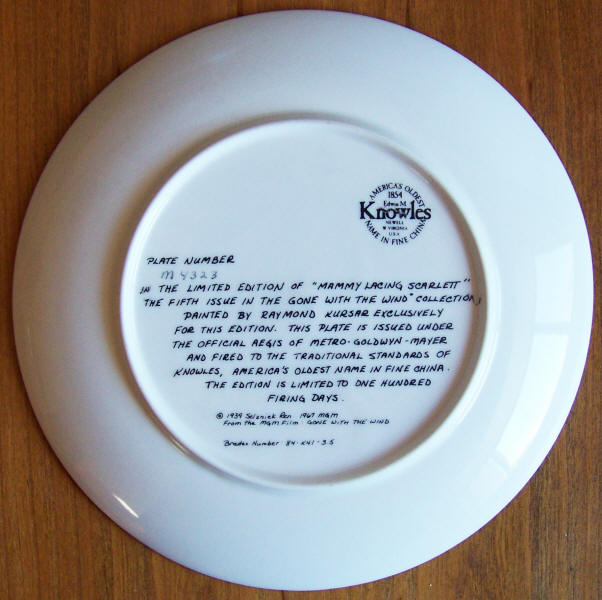 AMERICA'S OLDEST
1854
Edwin M.
Knowles
NEWELL
W VIRGINIA
U.S.A
NAME IN FINE CHINA
PLATE NUMBER
M 4323
IN THE LIMITED EDITION OF "MAMMY LACING SCARLETT"
THE FIFTH ISSUE IN THE GONE WITH THE WIND" COLLECTION,
PAINTED BY RAYMOND KURSAR EXCLUSIVELY
FOR THIS EDITION. THIS PLATE IS ISSUED UNDER
THE OFFICIAL AEGIS OF METRO-GOLDWYN-MAYER
AND FIRED TO THE TRADITIONAL STANDARDS OF
KNOWLES, AMERICA'S OLDEST NAME IN FINE CHINA.
THE EDITION IS LIMITED TO ONE HUNDRED
FIRING DAYS.
© 1939 Selznick Ren. 1967 MGM
From the MGM Film: GONE WITH THE WIND
Bradex Number: 84-K41-3.5